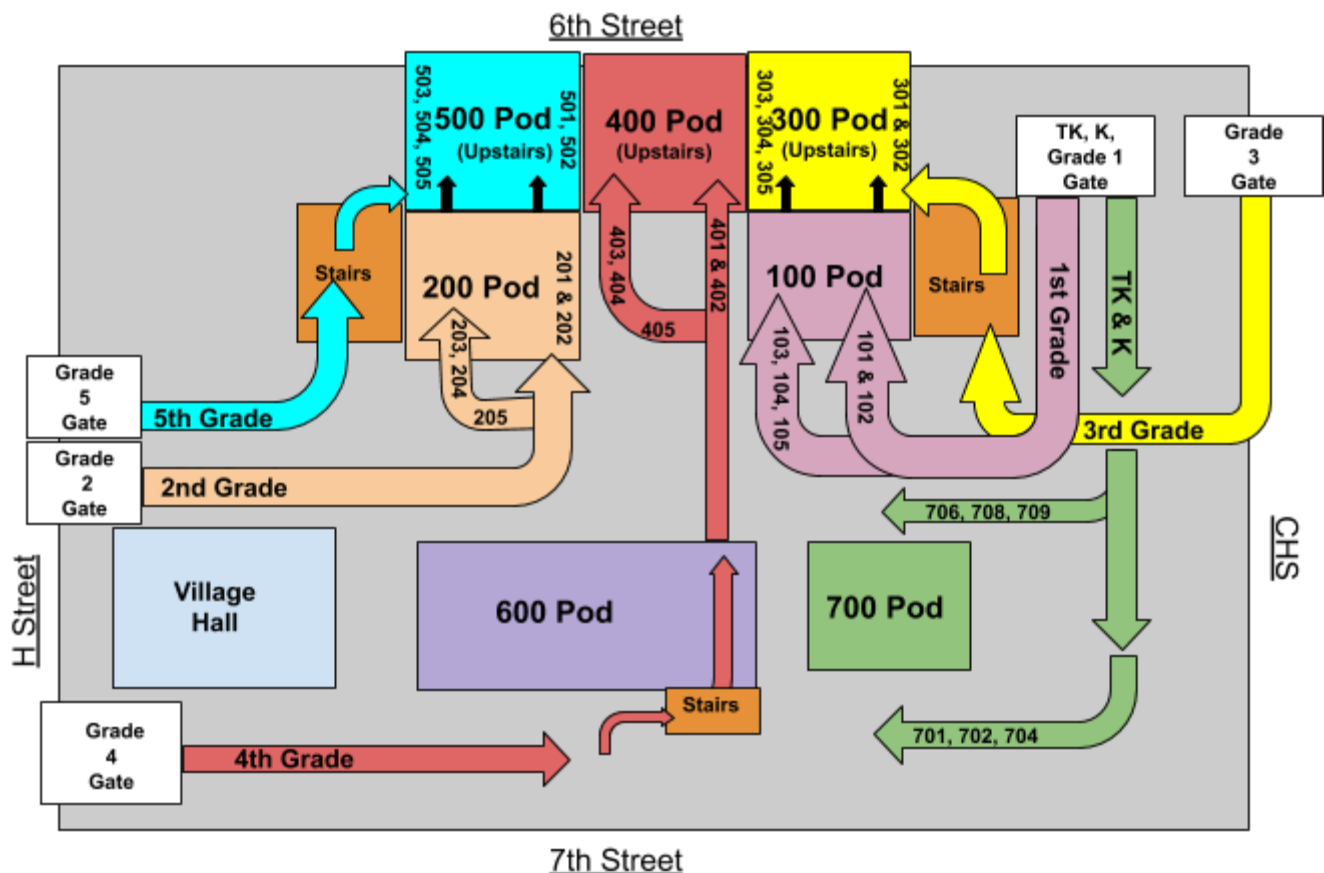 6th Street
503, 504, 505
500 Pod
(Upstairs)
501, 502
400 Pod
(Upstairs)
303, 304, 305
300 Pod
(Upstairs)
301 & 302
TK, K,
Grade 1
Gate
Grade
3
Gate
Stairs
200 Pod
201 & 202
203, 204
205
403, 404
405
401 & 402
100 Pod
103, 104, 105
101 & 102
Stairs
1st Grade
TK & K
Grade
5
Gate
5th Grade
3rd Grade
Grade
2
Gate
2nd Grade
706, 708, 709
H Street
Village
Hall
600 Pod
700 Pod
CHS
Stairs
Grade
4
Gate
4th Grade
701, 702, 704
7th Street